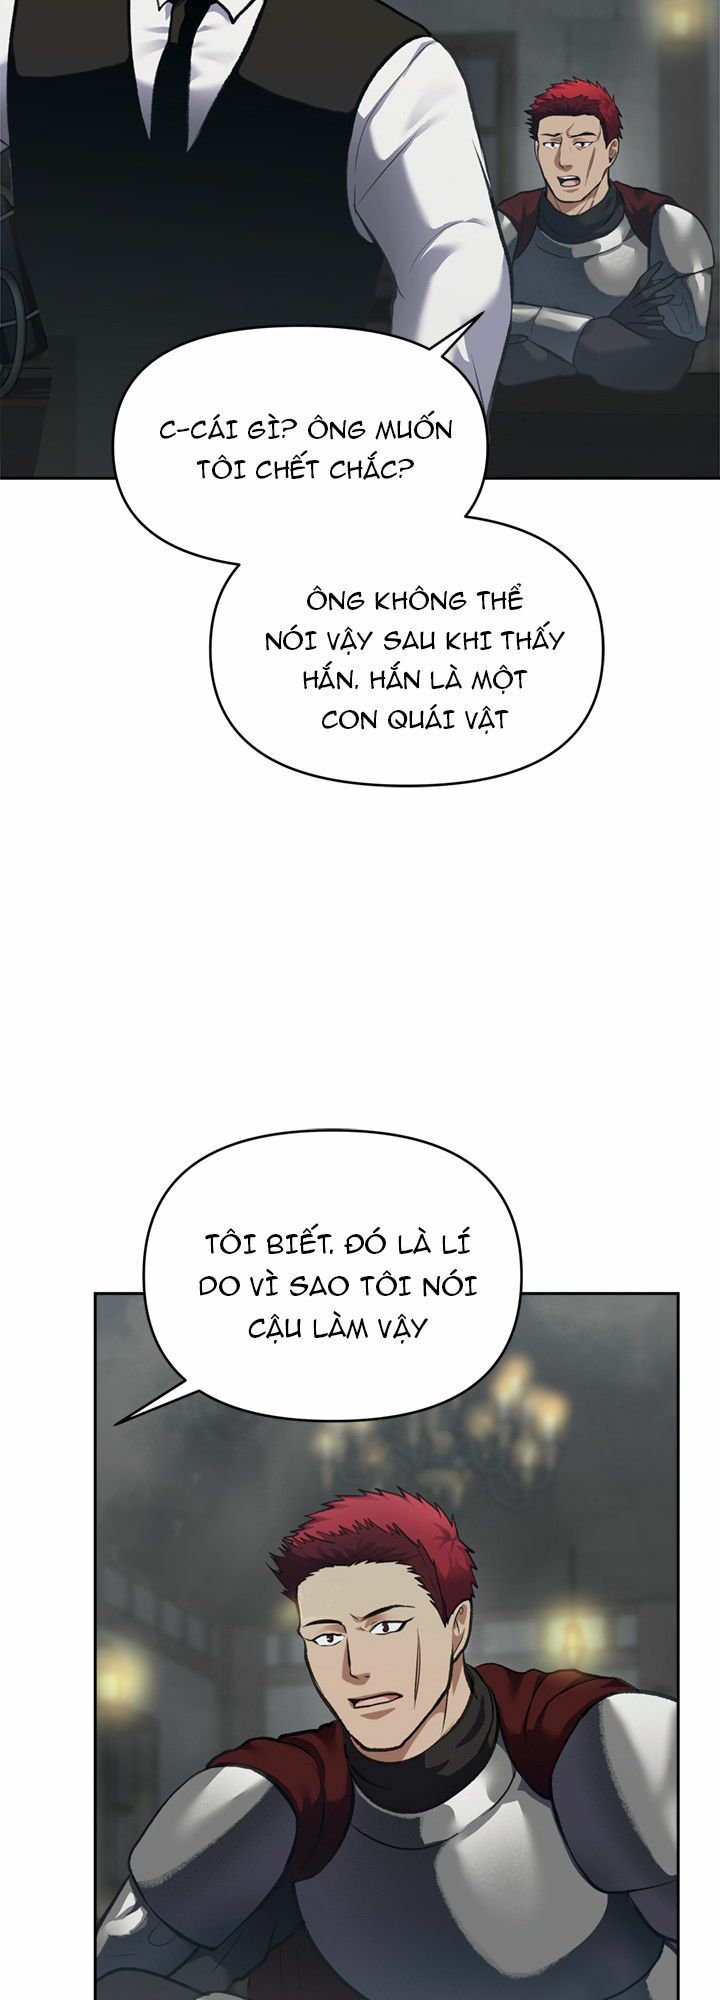 C-CÁI GÌ? ÔNG MUỐN
TÔI CHẾT CHẮC?
ÔNG KHÔNG THỂ
NÓI VẬY SAU KHI THẤY
HẮN. HẮN LÀ MỘT
CON QUÁI VẬT
TÔI BIẾT. ĐÓ LÀ LÍ
DO VÌ SAO TÔI NÓI
CẬU LÀM VẬY